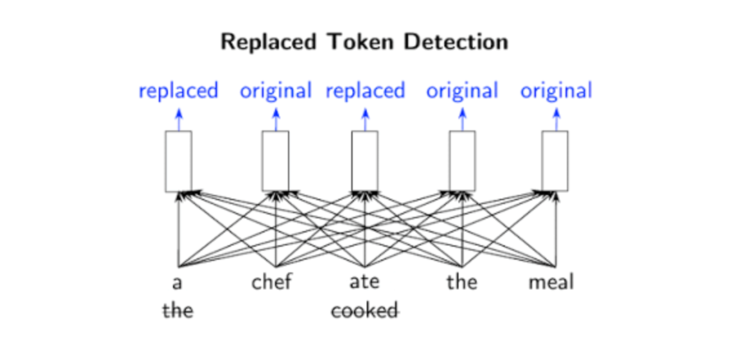 Replaced Token Detection
replaced original replaced original original
a chef ate the meal
the cooked